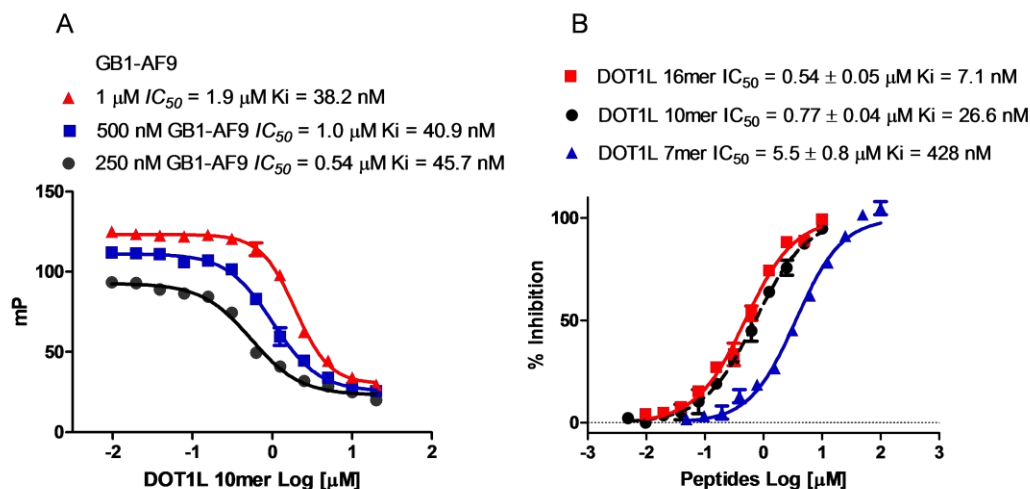 A
GB1-AF9
1 μM IC50 = 1.9 μM Ki = 38.2 nM
500 nM GB1-AF9 IC50 = 1.0 μM Ki = 40.9 nM
250 nM GB1-AF9 IC50 = 0.54 μM Ki = 45.7 nM
150
100
50
0
mP
-2
-1
0
1
2
DOT1L 10mer Log [μM]
B
DOT1L 16mer IC50 = 0.54 ± 0.05 μM Ki = 7.1 nM
DOT1L 10mer IC50 = 0.77 ± 0.04 μM Ki = 26.6 nM
DOT1L 7mer IC50 = 5.5 ± 0.8 μM Ki = 428 nM
100
50
0
% Inhibition
-3
-2
-1
0
1
2
3
Peptides Log [μM]